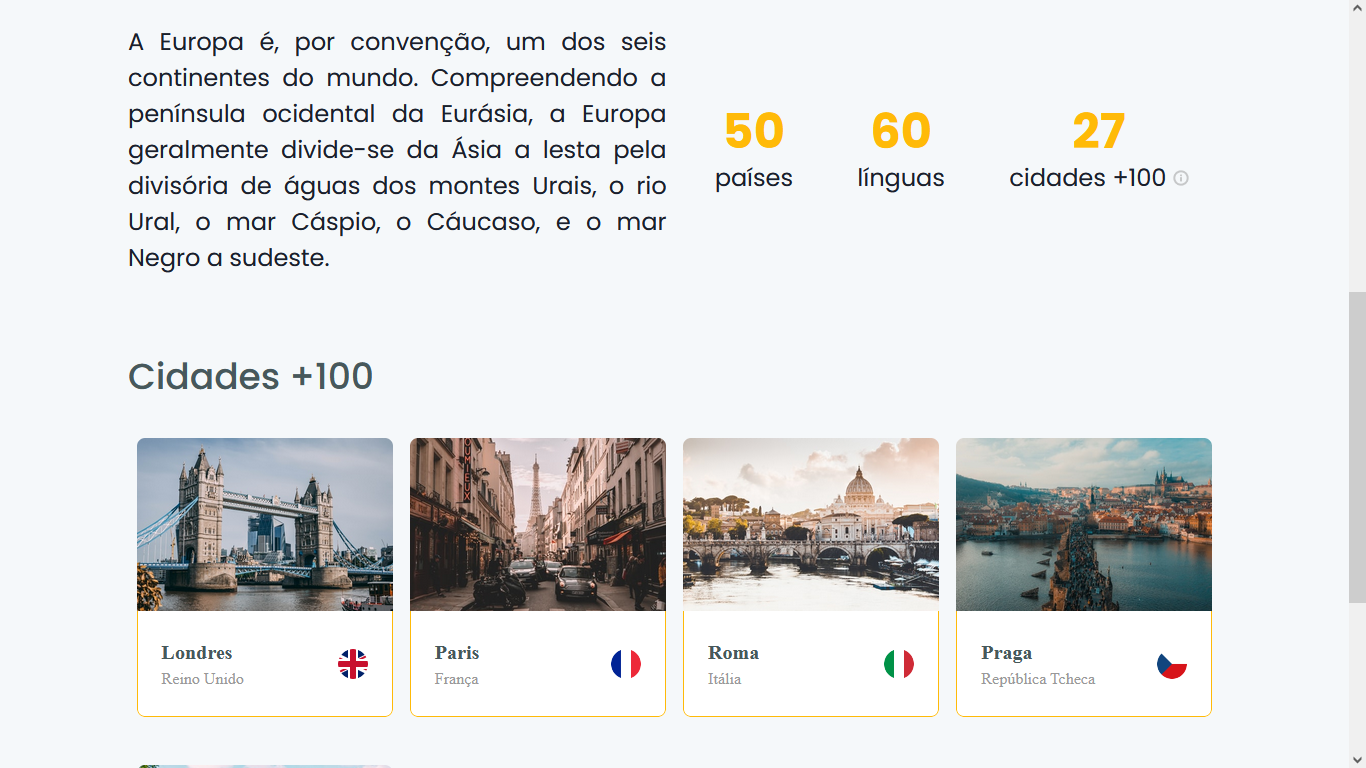 A Europa é, por convenção, um dos seis
continentes do mundo. Compreendendo a
península ocidental da Eurásia, a Europa
geralmente divide-se da Ásia a lesta pela
divisória de águas dos montes Urais, o rio
Ural, o mar Cáspio, o Cáucaso, e o mar
Negro a sudeste.
50
países
60
línguas
27
cidades +100
Cidades +100
Londres
Reino Unido
Paris
França
Roma
Itália
Praga
República Tcheca